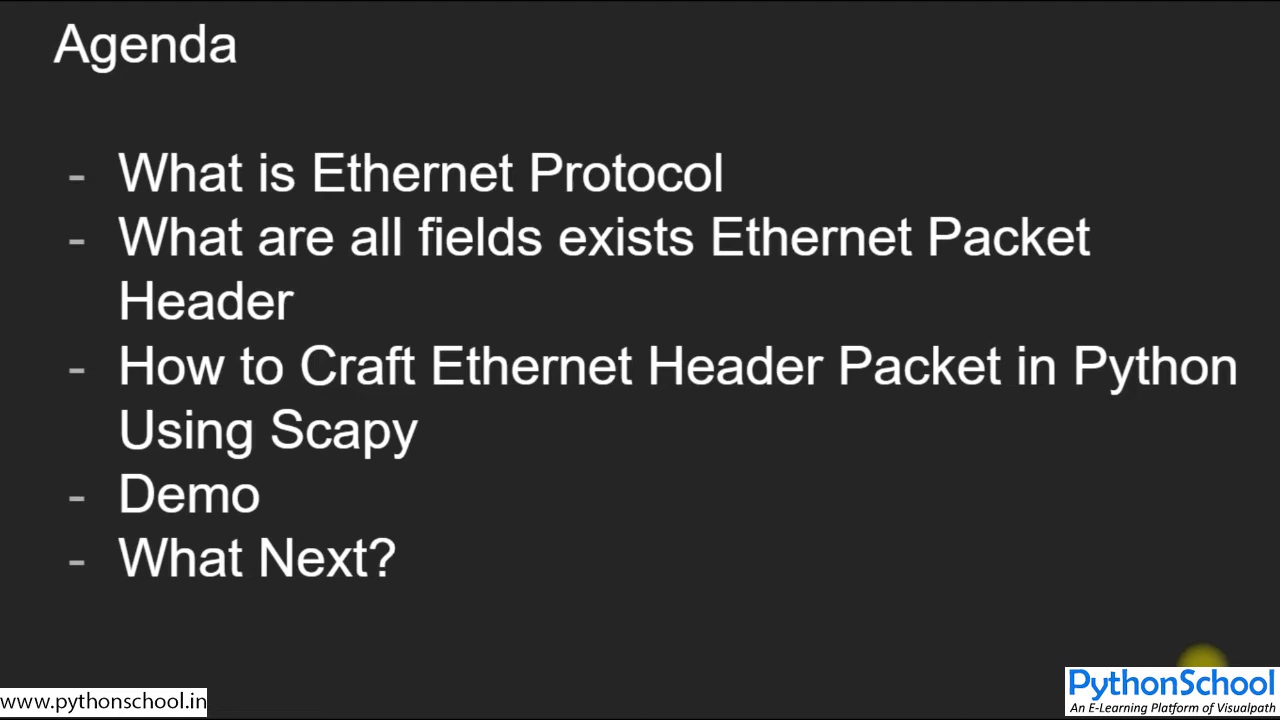 Agenda
- What is Ethernet Protocol
- What are all fields exists Ethernet Packet
Header
- How to Craft Ethernet Header Packet in Python
Using Scapy
- Demo
- What Next?
www.pythonschool.in
PythonSchool
An E-Learning Platform of Visualpath